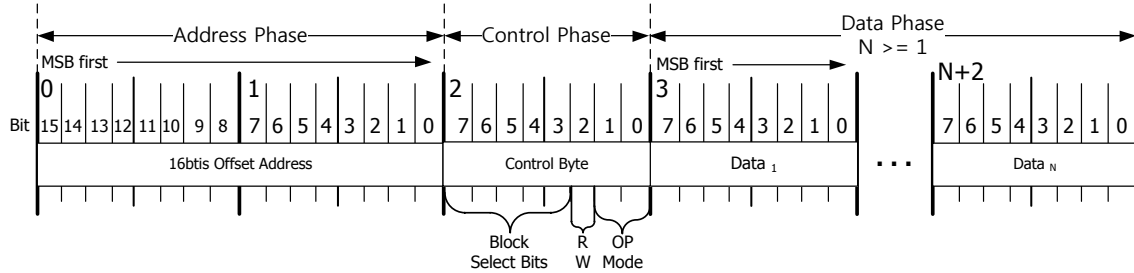 Address Phase Control Phase Data Phase
N >= 1
MSB first MSB first
0 1 2 3 N+2
Bit 15 14 13 12 11 10 9 8 7 6 5 4 3 2 1 0 7 6 5 4 3 2 1 0 7 6 5 4 3 2 1 0 7 6 5 4 3 2 1 0
16btis Offset Address Control Byte Data 1 . . . Data N
Block R OP
Select Bits W Mode